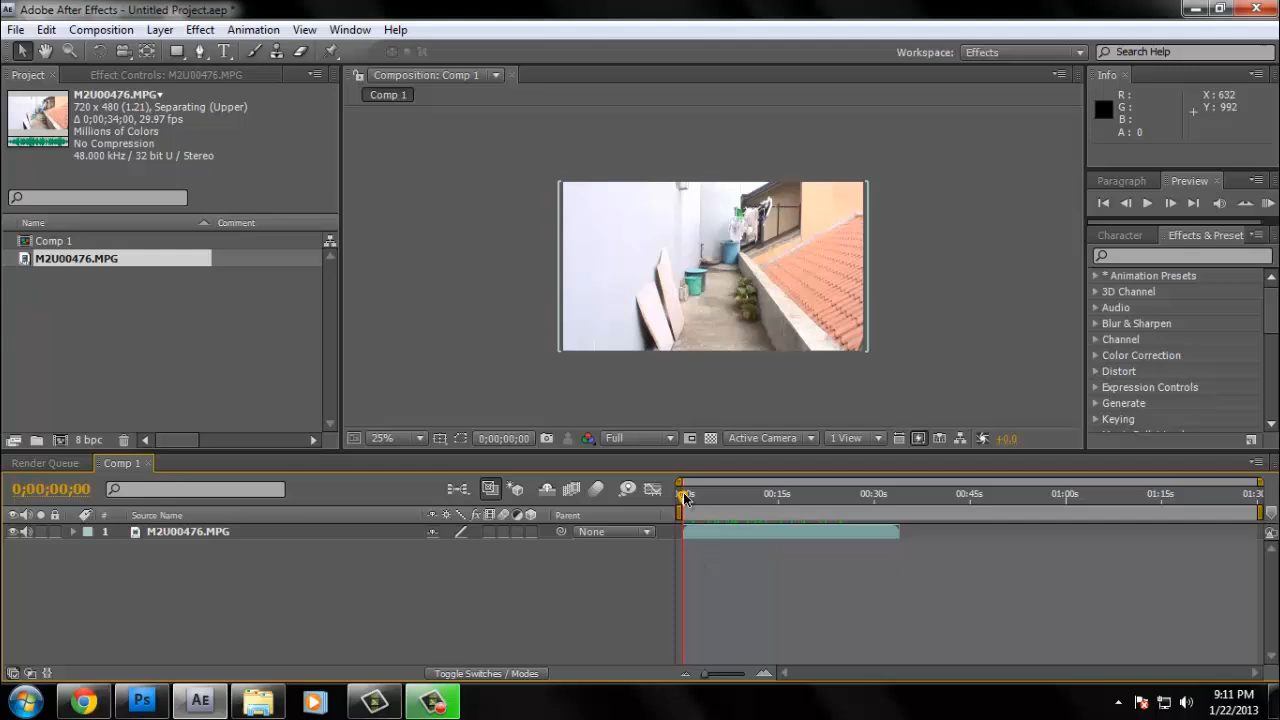 AE Adobe After Effects - Untitled Project.aep *
File Edit Composition Layer Effect Animation View Window Help
Workspace: Effects Search Help
Project Effect Controls: M2U00476.MPG
Composition: Comp 1
Info
M2U00476.MPG
720 x 480 (1.21), Separating (Upper)
Δ 0;00;34;00, 29.97 fps
Millions of Colors
No Compression
48.000 kHz / 32 bit U / Stereo
Comp 1
R : X : 632
G : Y : 992
B :
A : 0
Paragraph Preview
Name Comment
Comp 1
M2U00476.MPG
Character Effects & Preset
* Animation Presets
3D Channel
Audio
Blur & Sharpen
Channel
Color Correction
Distort
Expression Controls
Generate
Keying
8 bpc
25% 0;00;00;00 Full Active Camera 1 View +0.0
Render Queue Comp 1
0;00;00;00
00:15s 00:30s 00:45s 01:00s 01:15s 01:30
# Source Name Parent
1 M2U00476.MPG None
Toggle Switches / Modes
Ps Ae
9:11 PM
1/22/2013